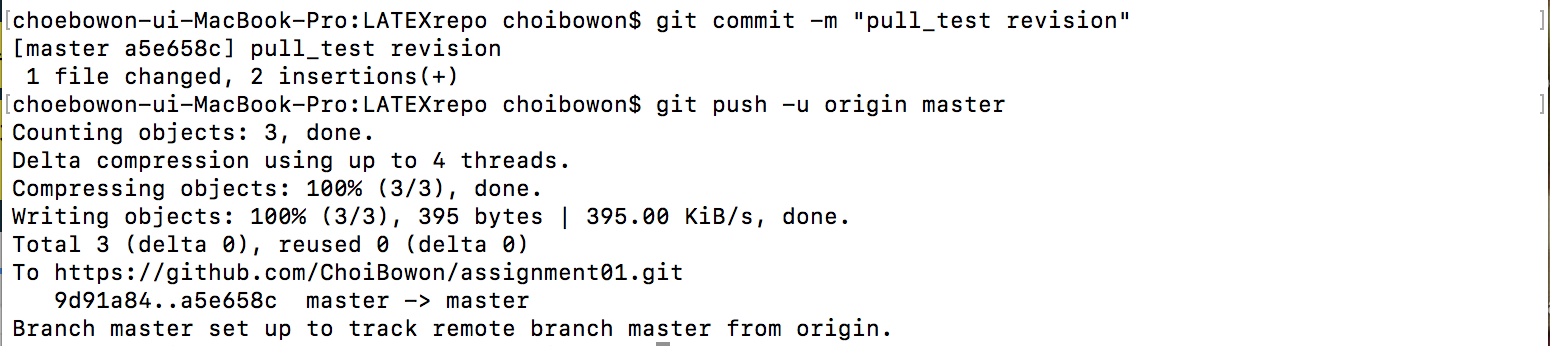 [choebowon-ui-MacBook-Pro:LATEXrepo choibowon$ git commit -m "pull_test revision" ]
[master a5e658c] pull_test revision
 1 file changed, 2 insertions(+)
[choebowon-ui-MacBook-Pro:LATEXrepo choibowon$ git push -u origin master ]
Counting objects: 3, done.
Delta compression using up to 4 threads.
Compressing objects: 100% (3/3), done.
Writing objects: 100% (3/3), 395 bytes | 395.00 KiB/s, done.
Total 3 (delta 0), reused 0 (delta 0)
To https://github.com/ChoiBowon/assignment01.git
   9d91a84..a5e658c  master -> master
Branch master set up to track remote branch master from origin.